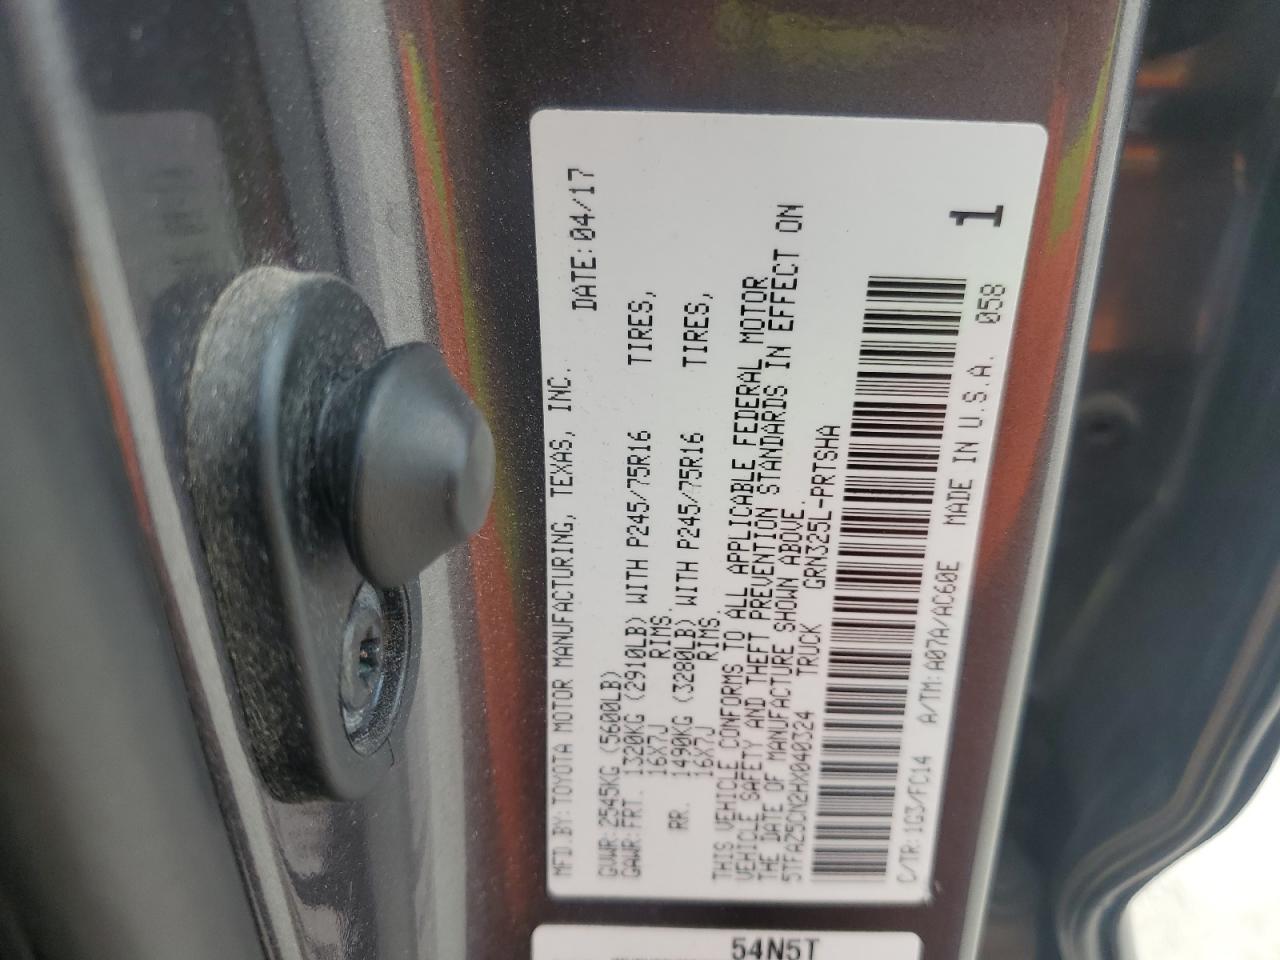 MFD.BY:TOYOTA MOTOR MANUFACTURING, TEXAS, INC. DATE:04/17
GVWR:2545KG (5600LB)
GAWR:FRT. 1320KG (2910LB) WITH P245/75R16 TIRES,
16X7J RIMS.
RR. 1490KG (3280LB) WITH P245/75R16 TIRES,
16X7J RIMS
THIS VEHICLE CONFORMS TO ALL APPLICABLE FEDERAL MOTOR
VEHICLE SAFETY AND THEFT PREVENTION STANDARDS IN EFFECT ON
THE DATE OF MANUFACTURE SHOWN ABOVE.
5TFAZ5CN2HX040324 TRUCK GRN325L-PRTSHA
C/TR:1G3/FC14 A/TM:A07A/AC60E MADE IN U.S.A. 058
1
54N5T